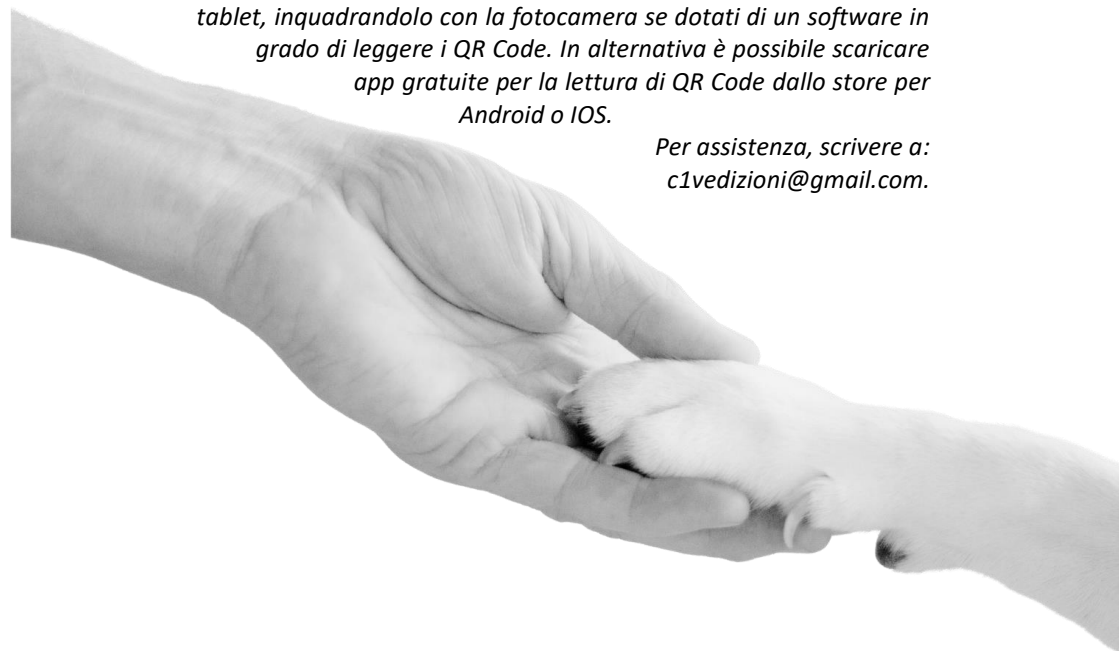 tablet, inquadrandolo con la fotocamera se dotati di un software in
grado di leggere i QR Code. In alternativa è possibile scaricare
app gratuite per la lettura di QR Code dallo store per
Android o IOS.
Per assistenza, scrivere a:
c1vedizioni@gmail.com.